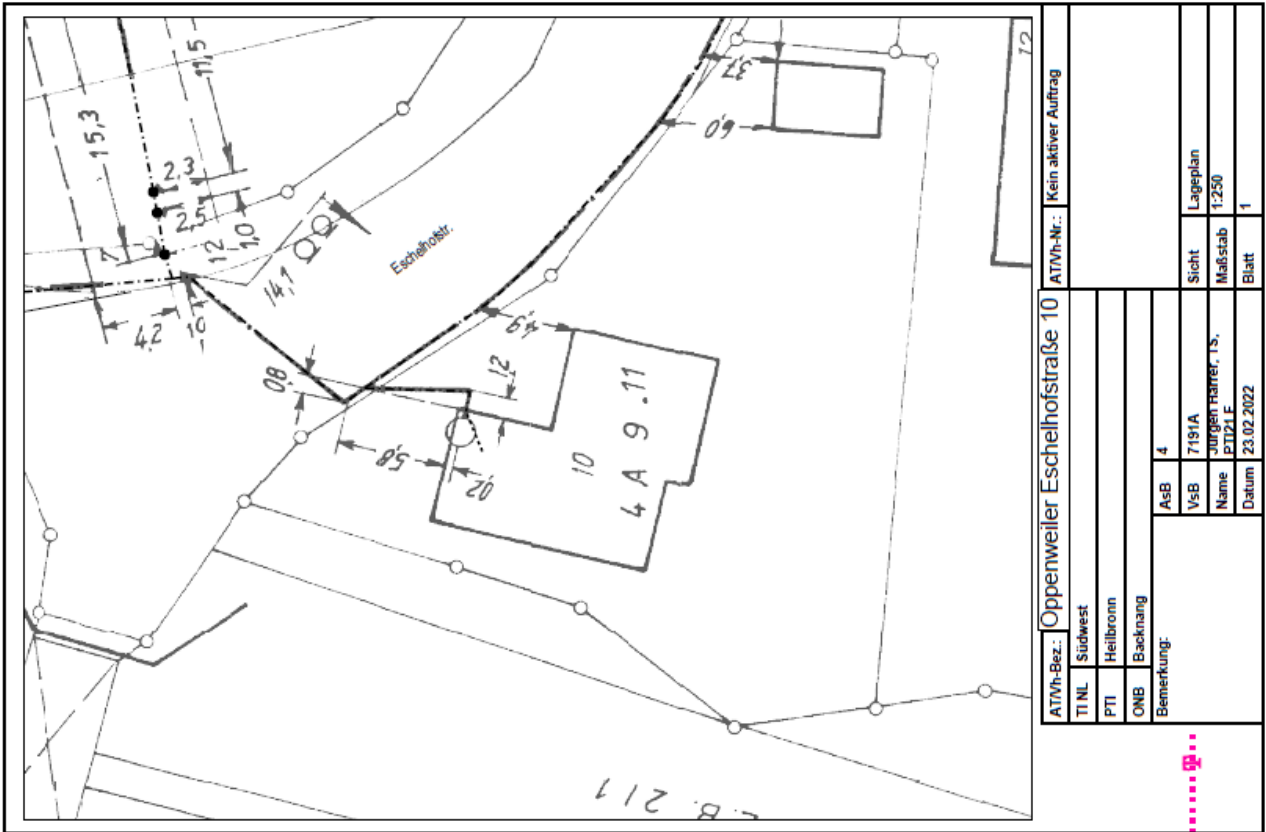 15,3
11,5
2,3
2,5
7
12
1,0
14,1
4,2
10
0,8
5,8
0,2
1,2
4,9
6,0
3,7
12
Eschelhofstr.
10
4 A 9 .11
.B. 211
AT/Vh-Bez.: Oppenweiler Eschelhofstraße 10 AT/Vh-Nr.: Kein aktiver Auftrag
TI NL Südwest
PTI Heilbronn
ONB Backnang
Bemerkung: AsB 4
VsB 7191A Sicht Lageplan
Name Jürgen Harrer, TS, PTI21 F Maßstab 1:250
Datum 23.02.2022 Blatt 1
T